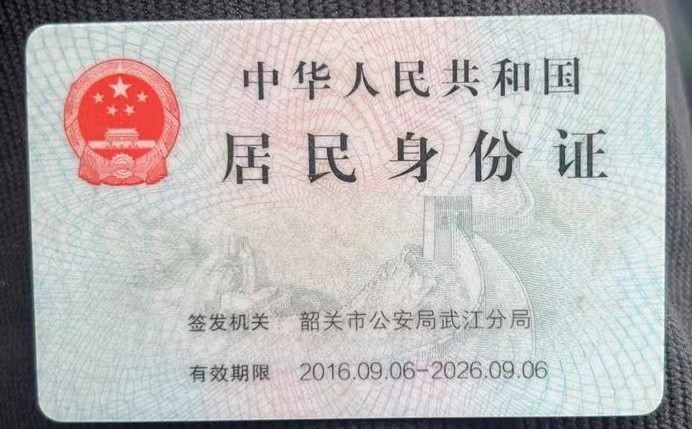 中华人民共和国
居民身份证
签发机关 韶关市公安局武江分局
有效期限 2016.09.06-2026.09.06